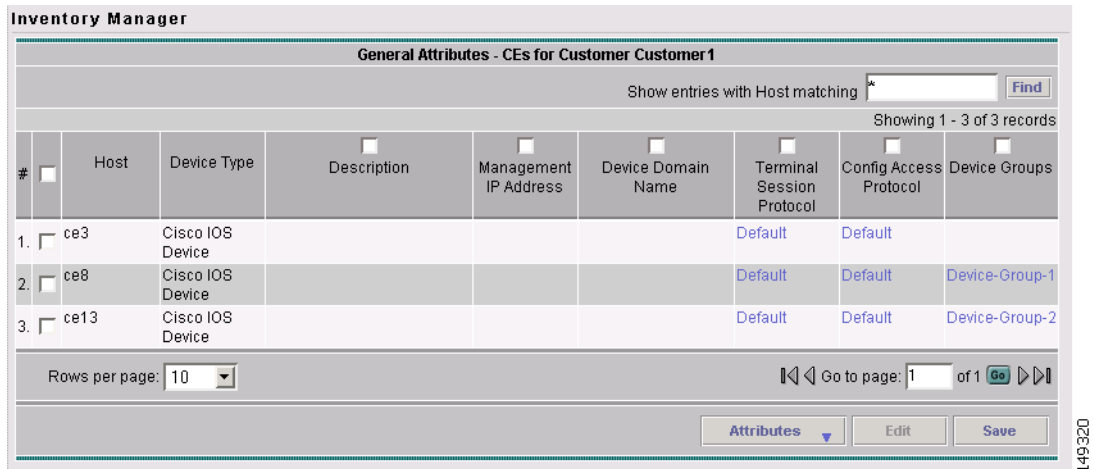 Inventory Manager
General Attributes - CEs for Customer Customer1
Show entries with Host matching * Find
Showing 1 - 3 of 3 records
# Host Device Type Description Management IP Address Device Domain Name Terminal Session Protocol Config Access Protocol Device Groups
1. ce3 Cisco IOS Device Default Default
2. ce8 Cisco IOS Device Default Default Device-Group-1
3. ce13 Cisco IOS Device Default Default Device-Group-2
Rows per page: 10 Go to page: 1 of 1 Go
Attributes Edit Save
149320